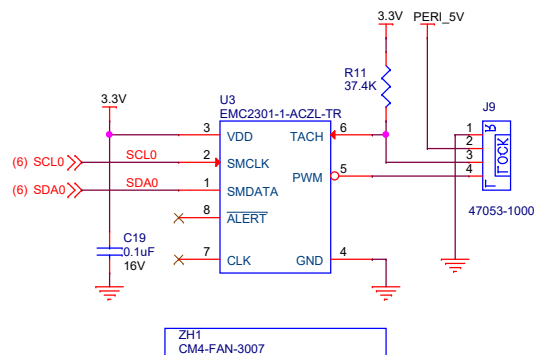 3.3V PERI_5V
R11
37.4K
U3
EMC2301-1-ACZL-TR
3.3V
J9
3 VDD TACH 6
1
2
3
4
R
LOCK
T
(6) SCL0 SCL0 2 SMCLK
PWM 5
(6) SDA0 SDA0 1 SMDATA
8 ALERT
47053-1000
C19
0.1uF
16V
7 CLK GND 4
ZH1
CM4-FAN-3007